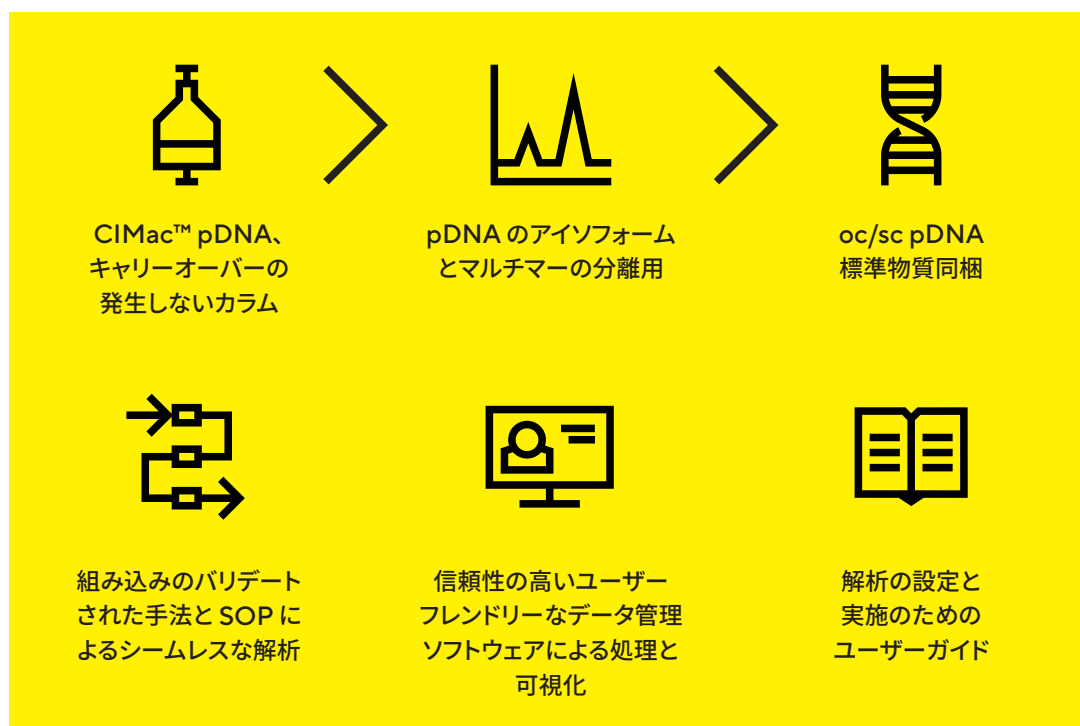 CIMac™ pDNA、
キャリーオーバーの
発生しないカラム
pDNA のアイソフォーム
とマルチマーの分離用
oc/sc pDNA
標準物質同梱
組み込みのバリデート
された手法と SOP に
よるシームレスな解析
信頼性の高いユーザー
フレンドリーなデータ管理
ソフトウェアによる処理と
可視化
解析の設定と
実施のための
ユーザーガイド